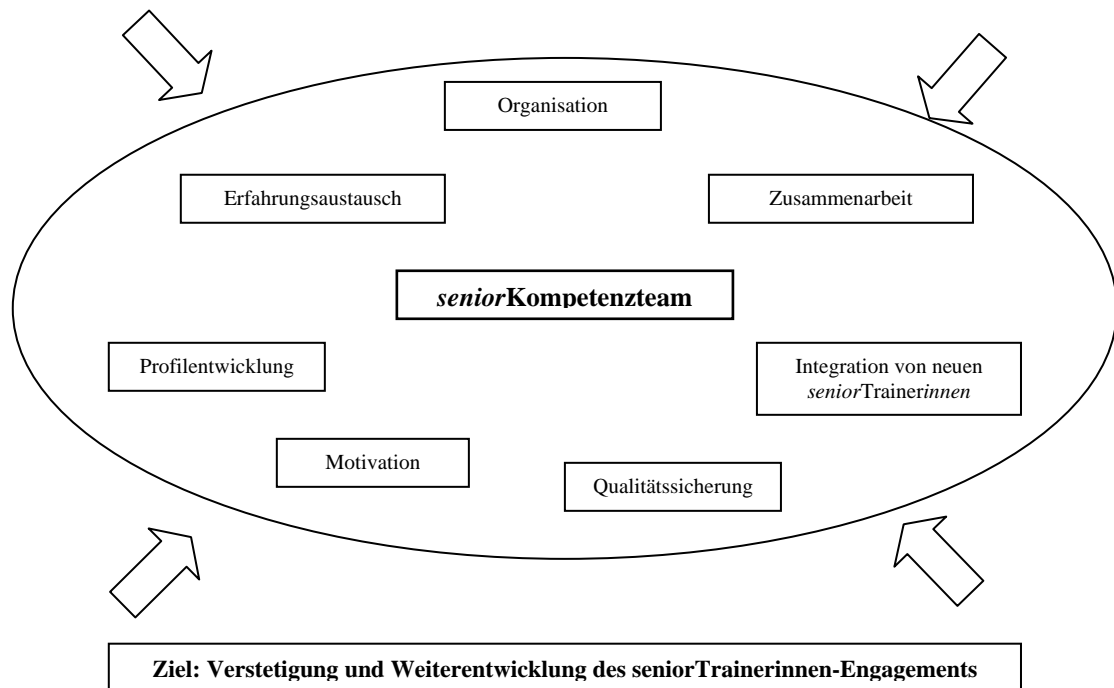 Organisation
Erfahrungsaustausch
Zusammenarbeit
seniorKompetenzteam
Profilentwicklung
Integration von neuen
seniorTrainerinnen
Motivation
Qualitätssicherung
Ziel: Verstetigung und Weiterentwicklung des seniorTrainerinnen-Engagements